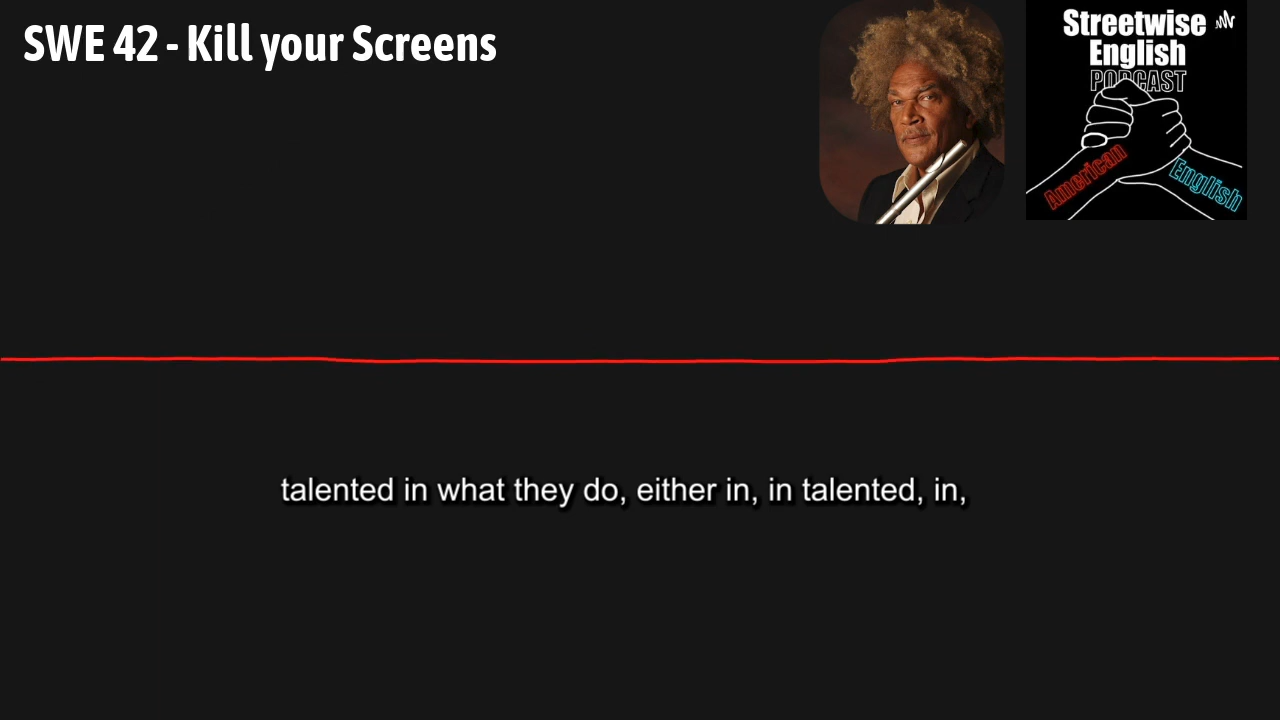 SWE 42 - Kill your Screens
Streetwise
English
PODCAST
American
English
talented in what they do, either in, in talented, in,